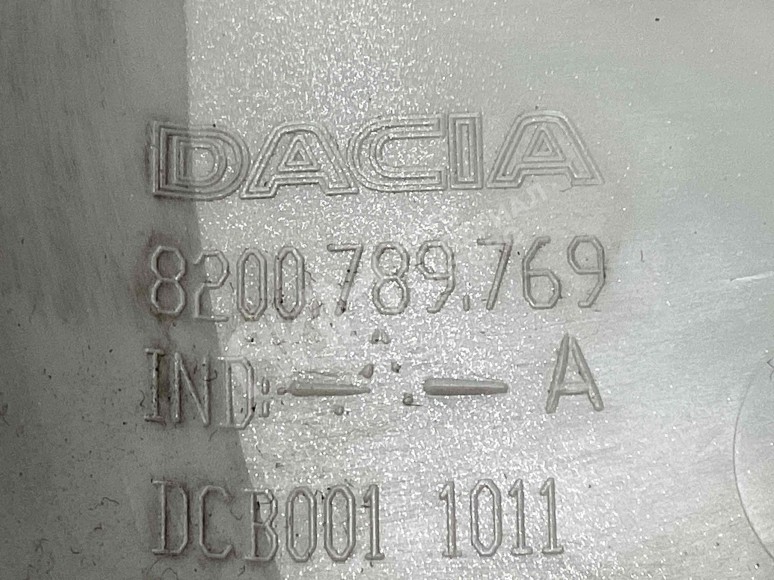 DACIA
8200.789.769
IND:- - A
DCB001 1011